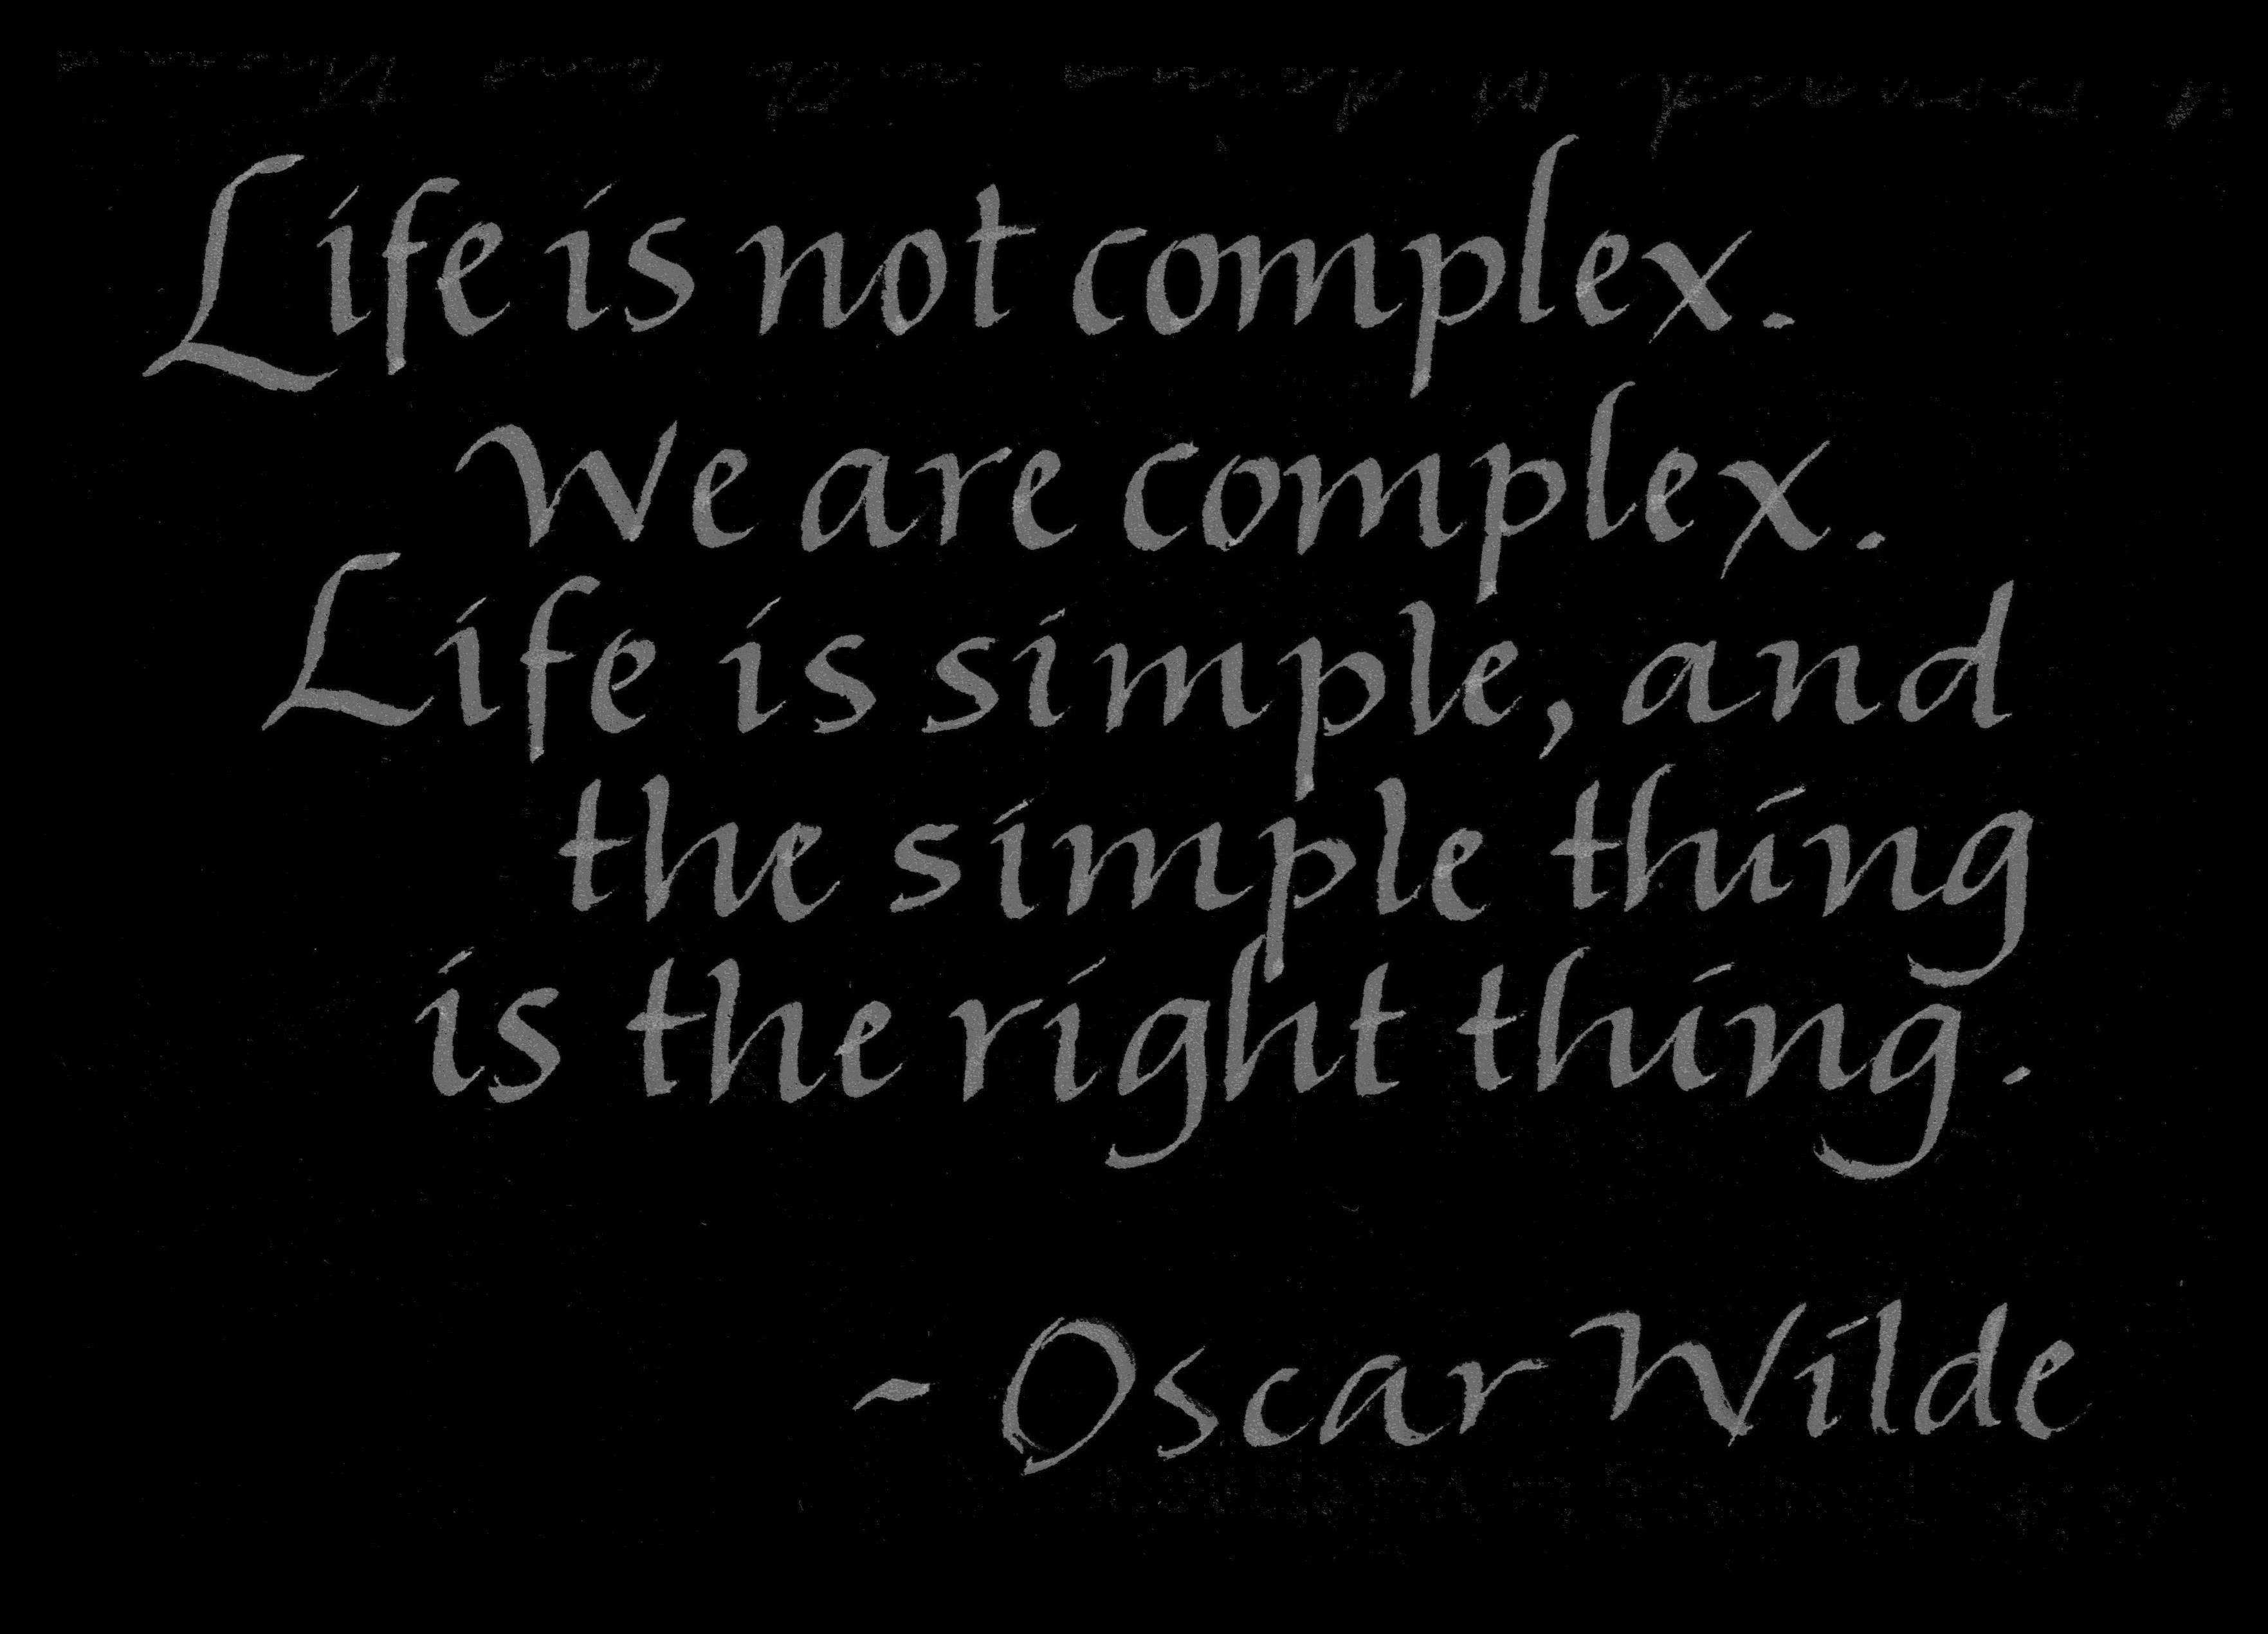 Life is not complex.
We are complex.
Life is simple, and
the simple thing
is the right thing.
- Oscar Wilde